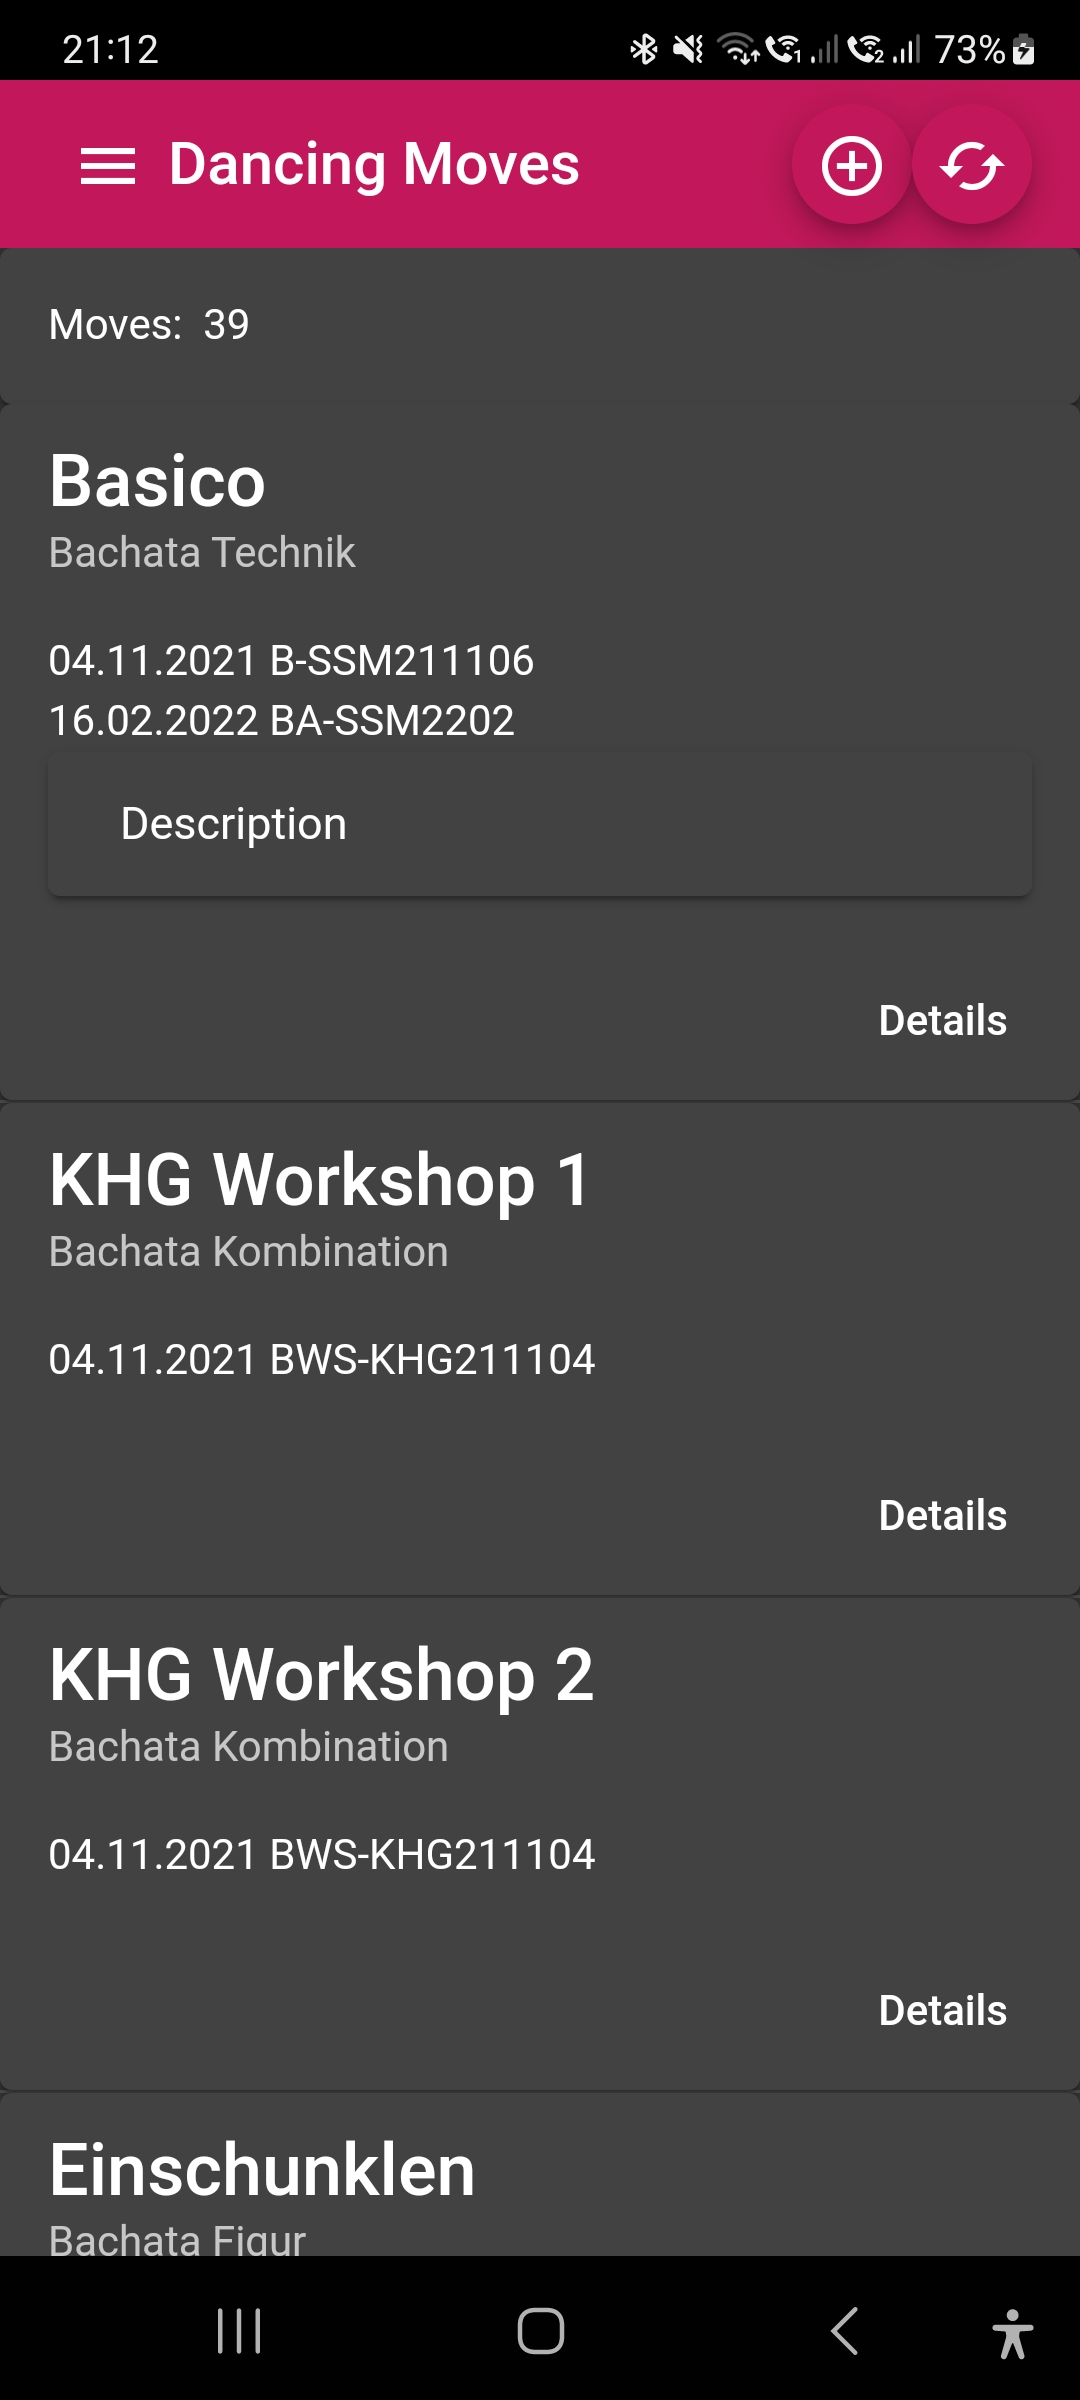 21:12
73%
Dancing Moves
Moves: 39
Basico
Bachata Technik
04.11.2021 B-SSM211106
16.02.2022 BA-SSM2202
Description
Details
KHG Workshop 1
Bachata Kombination
04.11.2021 BWS-KHG211104
Details
KHG Workshop 2
Bachata Kombination
04.11.2021 BWS-KHG211104
Details
Einschunklen
Bachata Figur